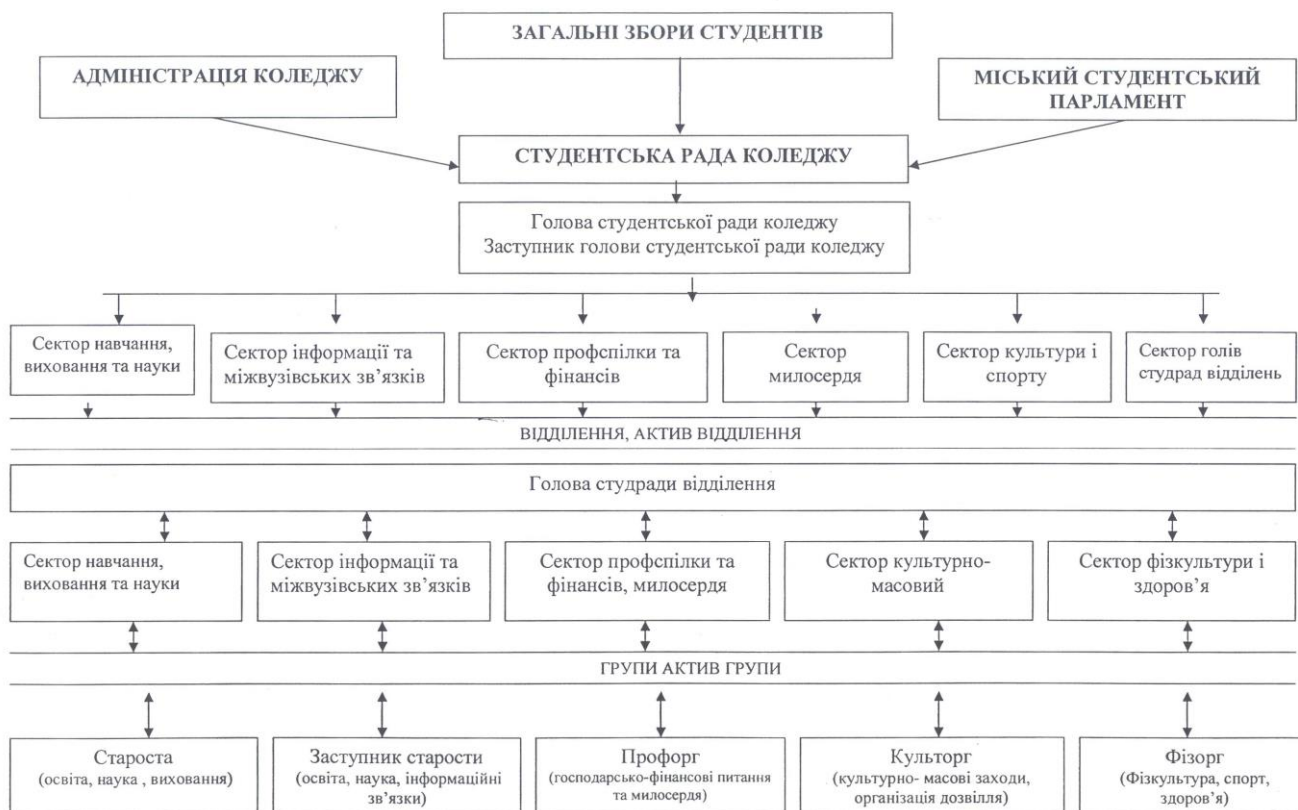 ЗАГАЛЬНІ ЗБОРИ СТУДЕНТІВ
АДМІНІСТРАЦІЯ КОЛЕДЖУ
МІСЬКИЙ СТУДЕНТСЬКИЙ
ПАРЛАМЕНТ
СТУДЕНТСЬКА РАДА КОЛЕДЖУ
Голова студентської ради коледжу
Заступник голови студентської ради коледжу
Сектор навчання,
виховання та науки
Сектор інформації та
міжвузівських зв’язків
Сектор профспілки та
фінансів
Сектор
милосердя
Сектор культури і
спорту
Сектор голів
студрад відділень
ВІДДІЛЕННЯ, АКТИВ ВІДДІЛЕННЯ
Голова студради відділення
Сектор навчання,
виховання та науки
Сектор інформації та
міжвузівських зв’язків
Сектор профспілки та
фінансів, милосердя
Сектор культурно-
масовий
Сектор фізкультури і
здоров’я
ГРУПИ АКТИВ ГРУПИ
Староста
(освіта, наука , виховання)
Заступник старости
(освіта, наука, інформаційні
зв’язки)
Профорг
(господарсько-фінансові питання
та милосердя)
Культорг
(культурно- масові заходи,
організація дозвілля)
Фізорг
(Фізкультура, спорт,
здоров’я)